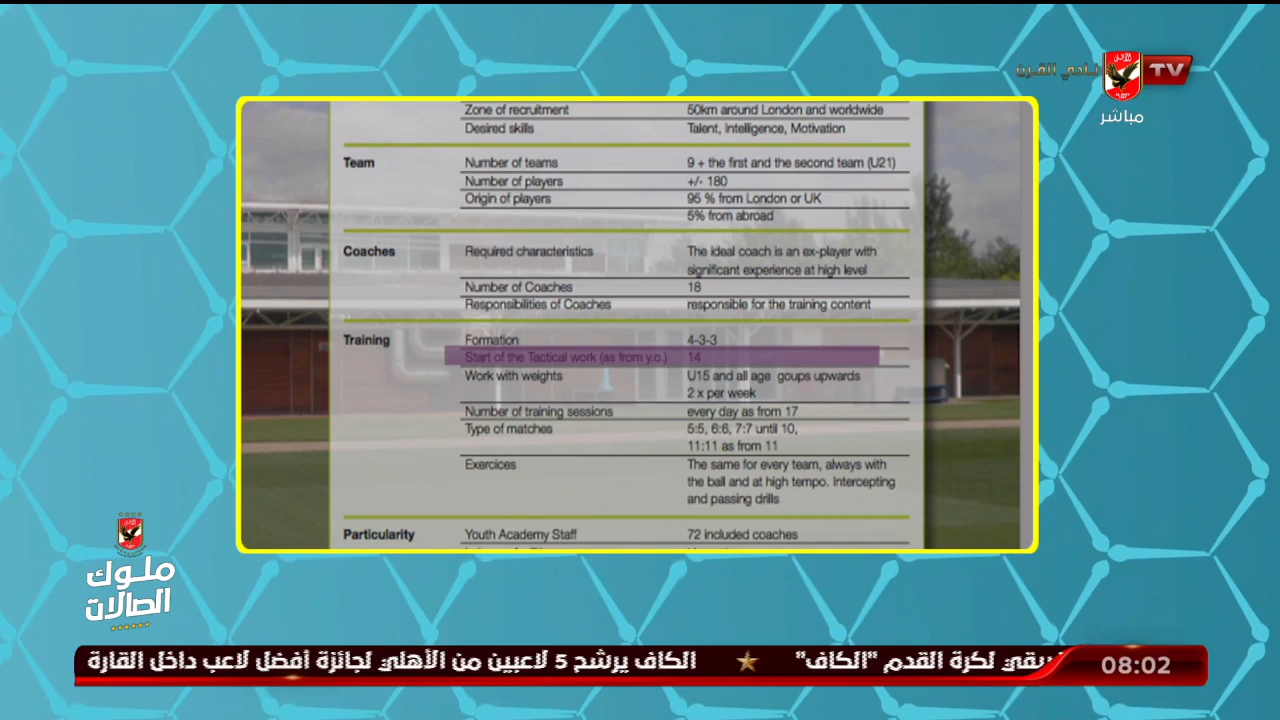 نادي القرن TV
مباشر
Zone of recruitment 50km around London and worldwide
Desired skills Talent, Intelligence, Motivation
Team Number of teams 9 + the first and the second team (U21)
Number of players +/- 180
Origin of players 95 % from London or UK
5% from abroad
Coaches Required characteristics The ideal coach is an ex-player with
significant experience at high level
Number of Coaches 18
Responsibilities of Coaches responsible for the training content
Training Formation 4-3-3
Start of the Tactical work (as from y.o.) 14
Work with weights U15 and all age goups upwards
2 x per week
Number of training sessions every day as from 17
Type of matches 5:5, 6:6, 7:7 until 10,
11:11 as from 11
Exercices The same for every team, always with
the ball and at high tempo. Intercepting
and passing drills
Particularity Youth Academy Staff 72 included coaches
ملوك
الصالات
لكرة القدم "الكاف" الكاف يرشح 5 لاعبين من الأهلي لجائزة أفضل لاعب داخل القارة
08:02